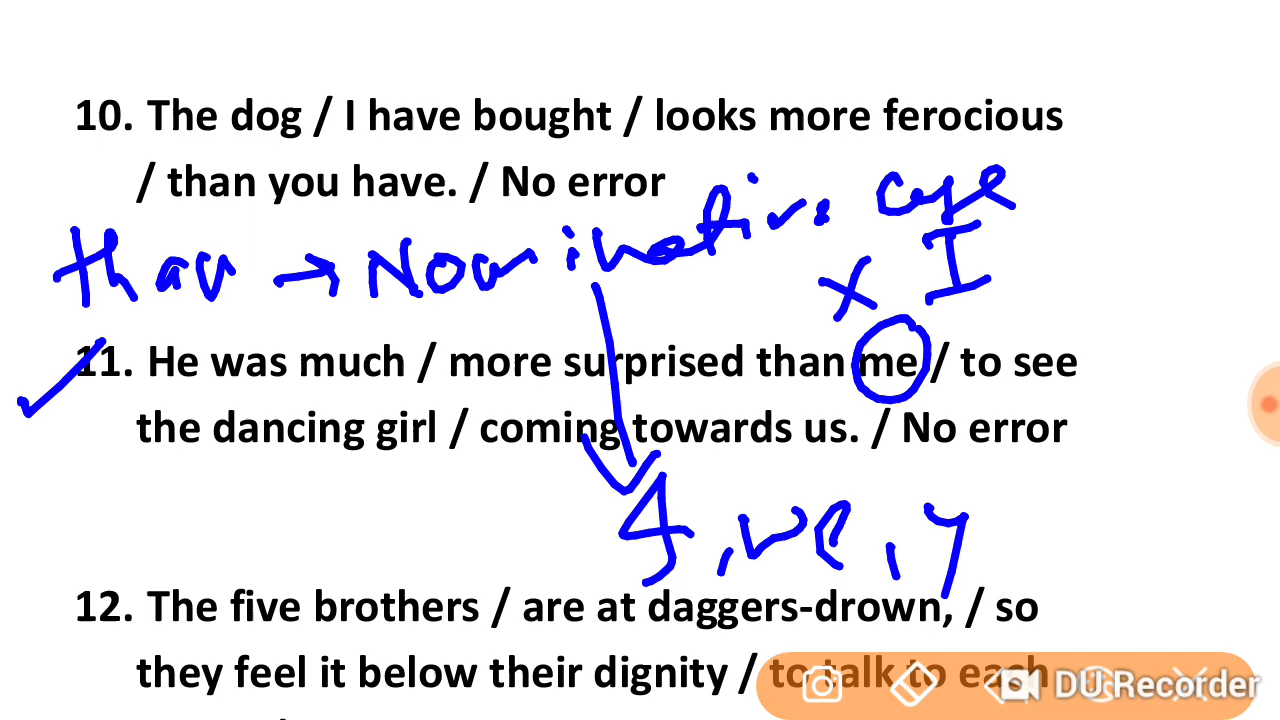 10. The dog / I have bought / looks more ferocious
/ than you have. / No error
than → Nominative case
× I
11. He was much / more surprised than me / to see
the dancing girl / coming towards us. / No error
I, we, y
12. The five brothers / are at daggers-drown, / so
they feel it below their dignity / to talk to each
DU Recorder